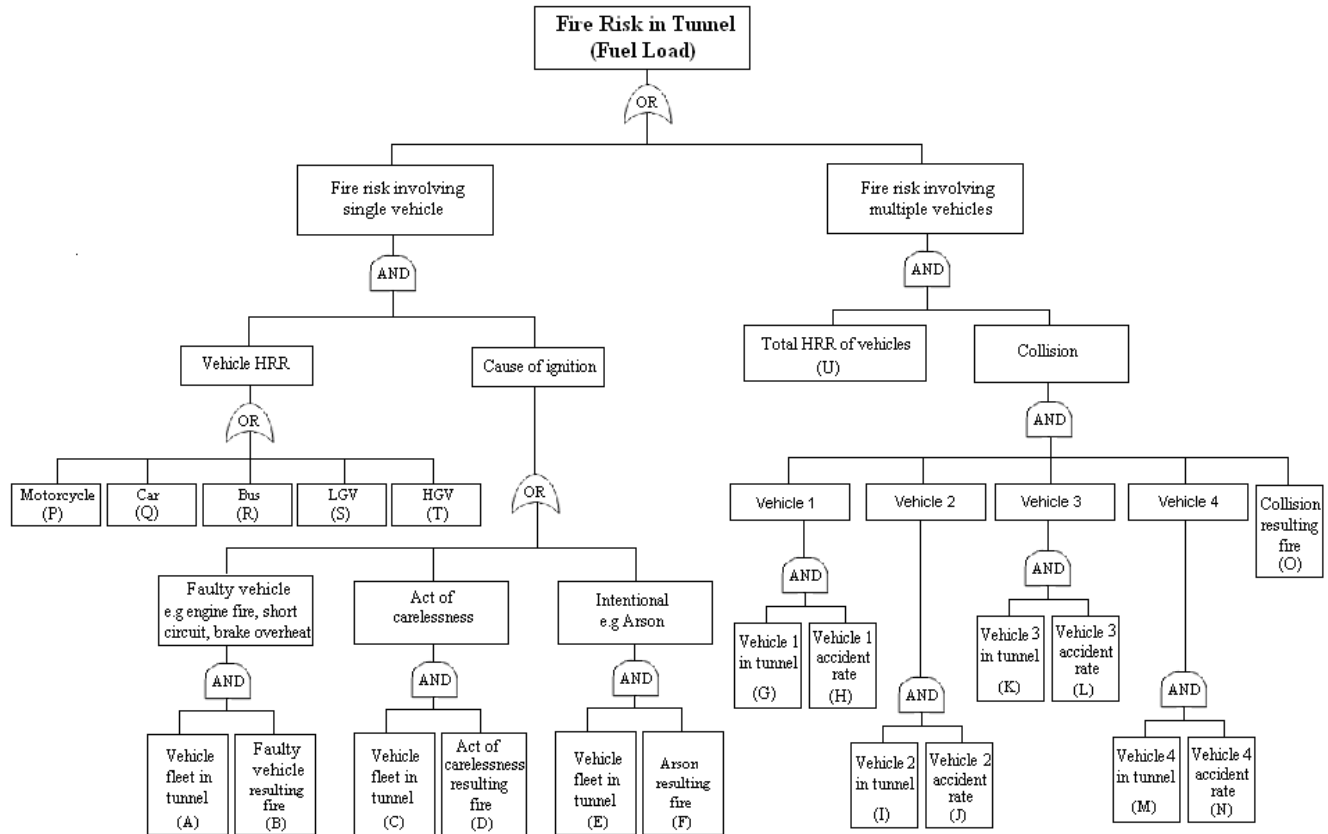 Fire Risk in Tunnel
(Fuel Load)
OR
Fire risk involving
single vehicle
Fire risk involving
multiple vehicles
AND
AND
Vehicle HRR
Cause of ignition
Total HRR of vehicles
(U)
Collision
OR
AND
Motorcycle
(P)
Car
(Q)
Bus
(R)
LGV
(S)
HGV
(T)
OR
Vehicle 1
Vehicle 2
Vehicle 3
Vehicle 4
Collision
resulting
fire
(O)
Faulty vehicle
e.g engine fire, short
circuit, brake overheat
Act of
carelessness
Intentional
e.g Arson
AND
AND
Vehicle 1
in tunnel
(G)
Vehicle 1
accident
rate
(H)
Vehicle 3
in tunnel
(K)
Vehicle 3
accident
rate
(L)
AND
AND
AND
AND
AND
Vehicle
fleet in
tunnel
(A)
Faulty
vehicle
resulting
fire
(B)
Vehicle
fleet in
tunnel
(C)
Act of
carelessness
resulting
fire
(D)
Vehicle
fleet in
tunnel
(E)
Arson
resulting
fire
(F)
Vehicle 2
in tunnel
(I)
Vehicle 2
accident
rate
(J)
Vehicle 4
in tunnel
(M)
Vehicle 4
accident
rate
(N)